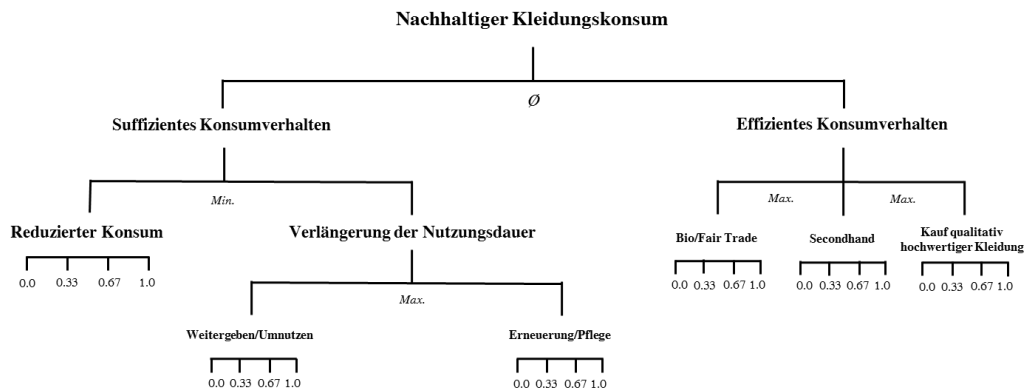 Nachhaltiger Kleidungskonsum
Ø
Suffizientes Konsumverhalten
Effizientes Konsumverhalten
Min.
Max. Max.
Reduzierter Konsum
0.0 0.33 0.67 1.0
Verlängerung der Nutzungsdauer
Bio/Fair Trade
0.0 0.33 0.67 1.0
Secondhand
0.0 0.33 0.67 1.0
Kauf qualitativ
hochwertiger Kleidung
0.0 0.33 0.67 1.0
Max.
Weitergeben/Umnutzen
0.0 0.33 0.67 1.0
Erneuerung/Pflege
0.0 0.33 0.67 1.0